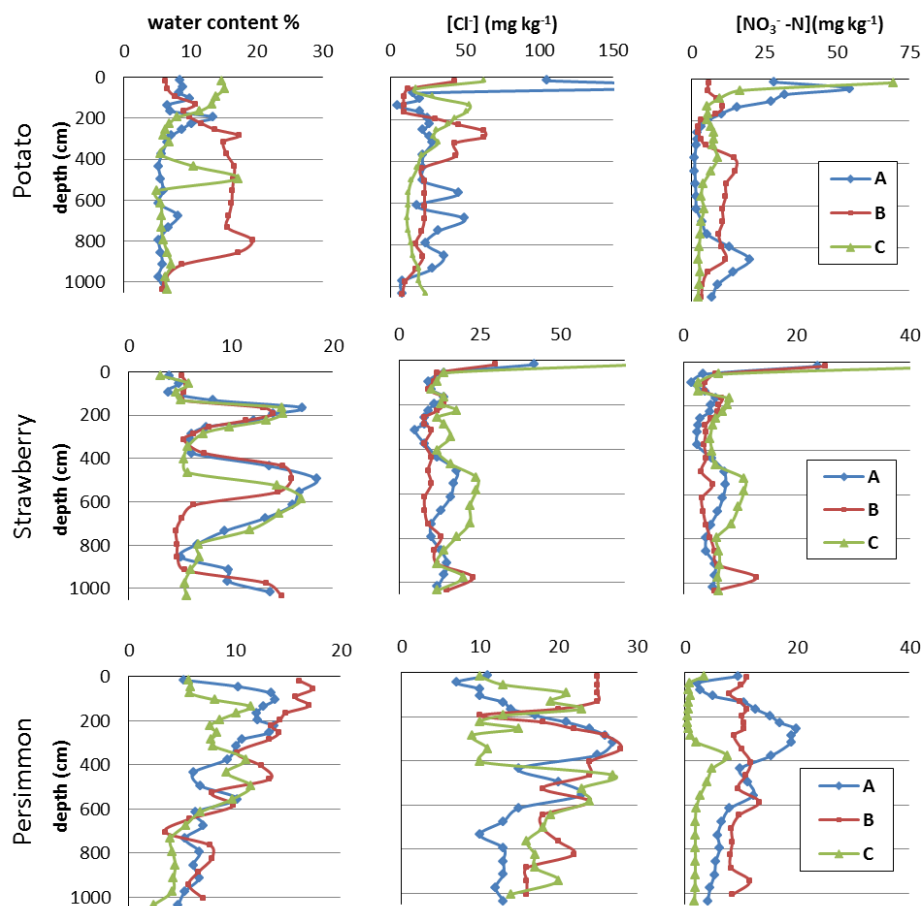 water content %
[Cl⁻] (mg kg⁻¹)
[NO₃⁻ -N](mg kg⁻¹)
0 10 20 30
0 50 100 150
0 25 50 75
Potato
depth (cm)
0
200
400
600
800
1000
A
B
C
0 10 20
0 25 50
0 20 40
Strawberry
depth (cm)
0
200
400
600
800
1000
A
B
C
0 10 20
0 10 20 30
0 20 40
Persimmon
depth (cm)
0
200
400
600
800
1000
A
B
C